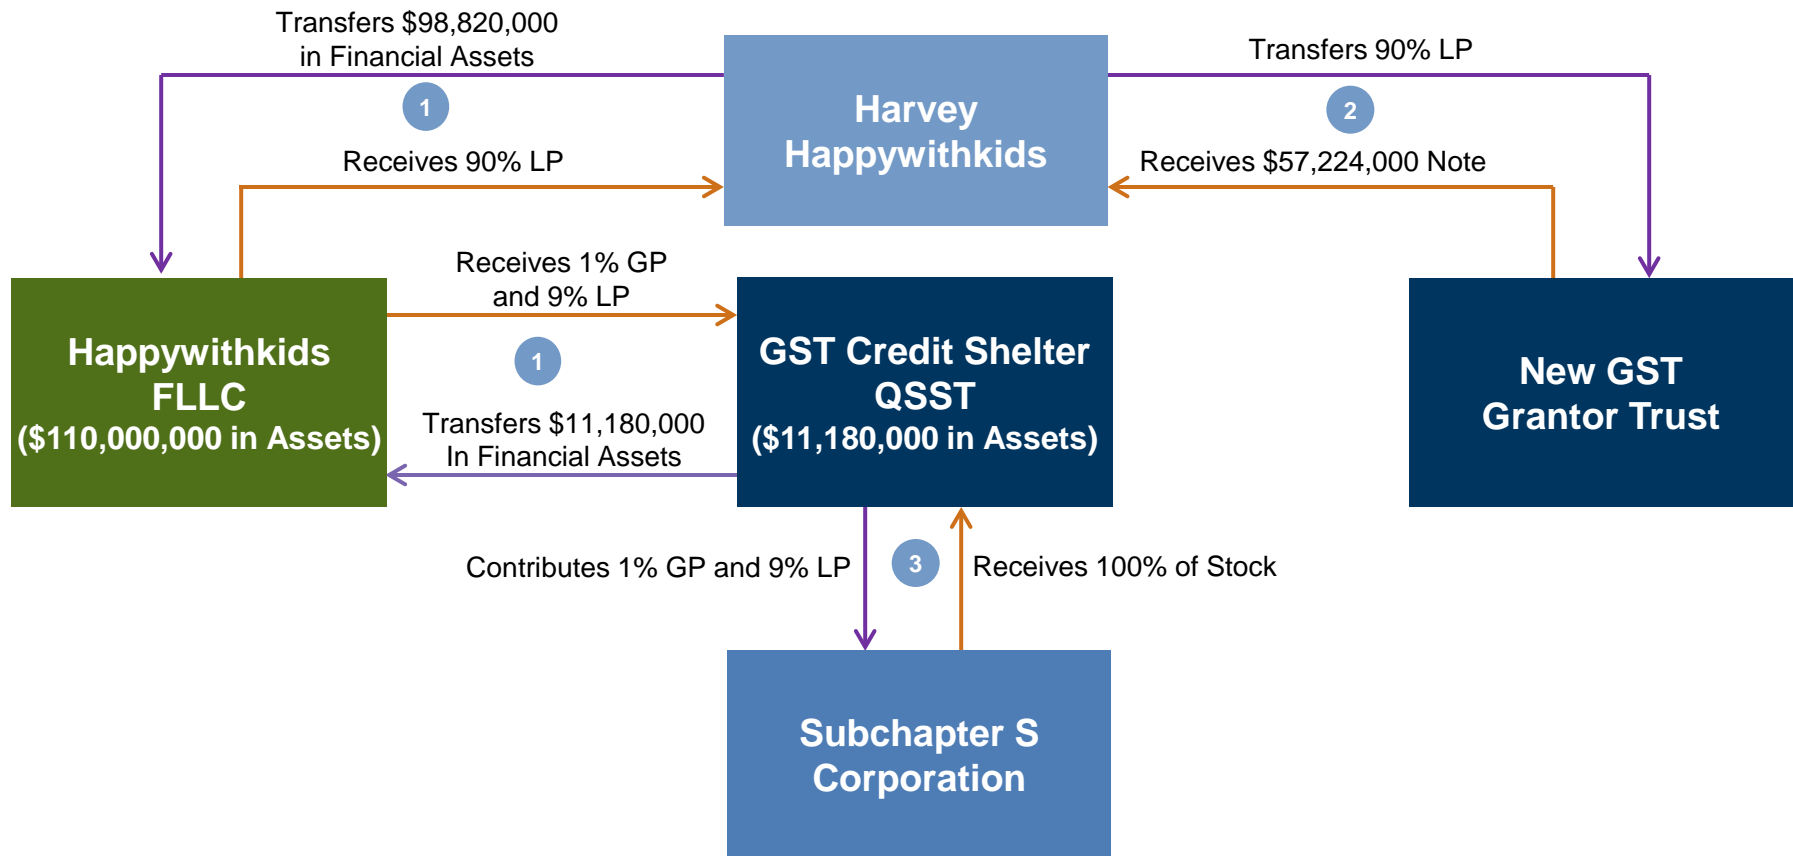 Transfers $98,820,000
in Financial Assets
1
Receives 90% LP
Harvey
Happywithkids
Transfers 90% LP
2
Receives $57,224,000 Note
Happywithkids
FLLC
($110,000,000 in Assets)
Receives 1% GP
and 9% LP
1
Transfers $11,180,000
In Financial Assets
GST Credit Shelter
QSST
($11,180,000 in Assets)
New GST
Grantor Trust
Contributes 1% GP and 9% LP
3
Receives 100% of Stock
Subchapter S
Corporation